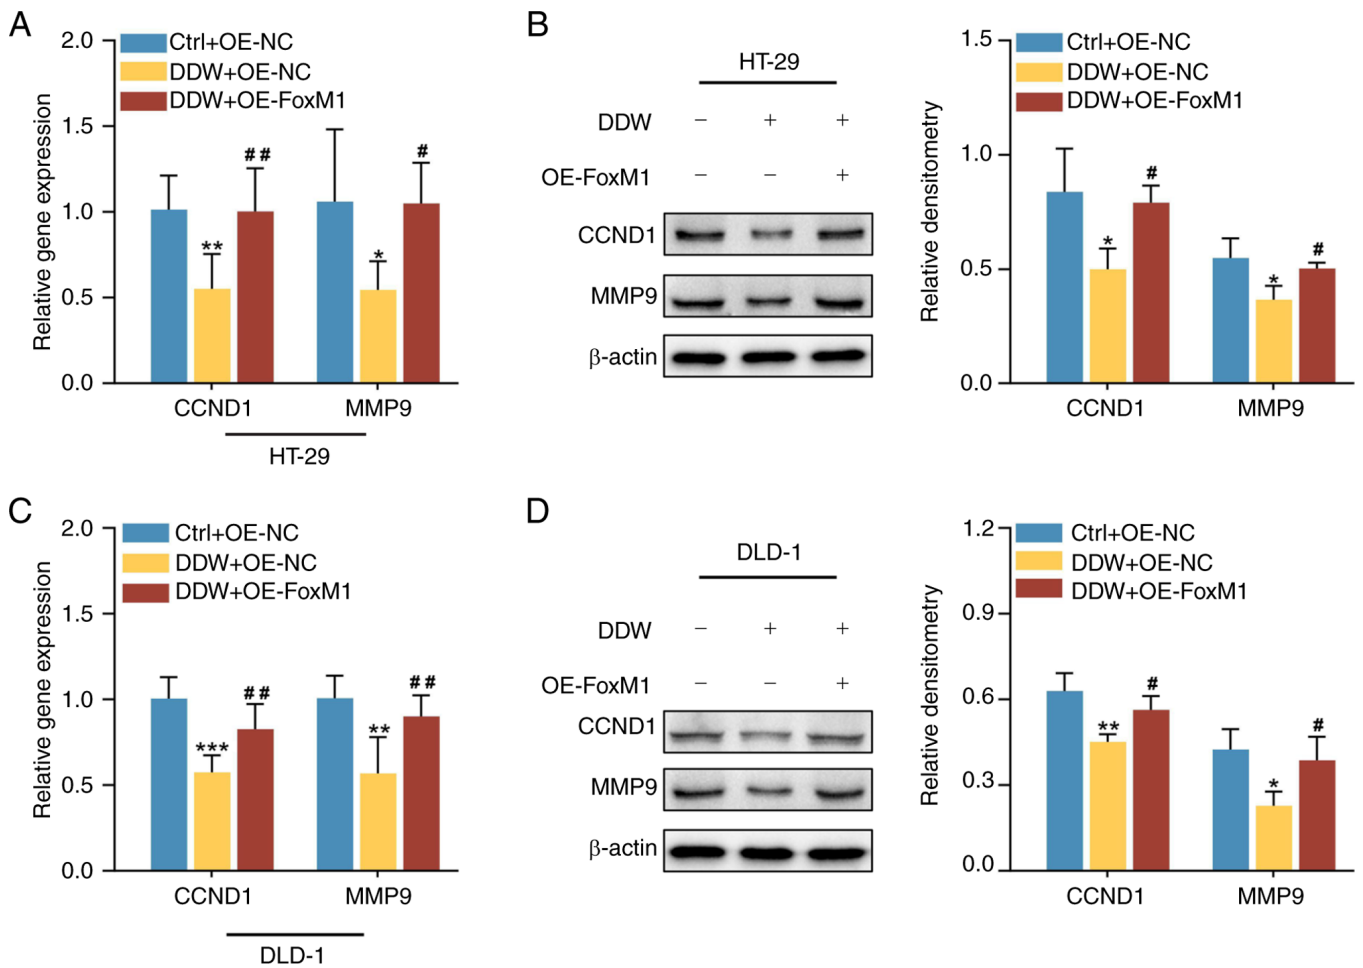 A
Relative gene expression
2.0
1.5
1.0
0.5
0.0
Ctrl+OE-NC
DDW+OE-NC
DDW+OE-FoxM1
** ## * #
CCND1 MMP9
HT-29
B
HT-29
DDW − + +
OE-FoxM1 − − +
CCND1
MMP9
β-actin
Relative densitometry
1.5
1.0
0.5
0.0
Ctrl+OE-NC
DDW+OE-NC
DDW+OE-FoxM1
* # * #
CCND1 MMP9
C
Relative gene expression
2.0
1.5
1.0
0.5
0.0
Ctrl+OE-NC
DDW+OE-NC
DDW+OE-FoxM1
*** ## ** ##
CCND1 MMP9
DLD-1
D
DLD-1
DDW − + +
OE-FoxM1 − − +
CCND1
MMP9
β-actin
Relative densitometry
1.2
0.9
0.6
0.3
0.0
Ctrl+OE-NC
DDW+OE-NC
DDW+OE-FoxM1
** # * #
CCND1 MMP9